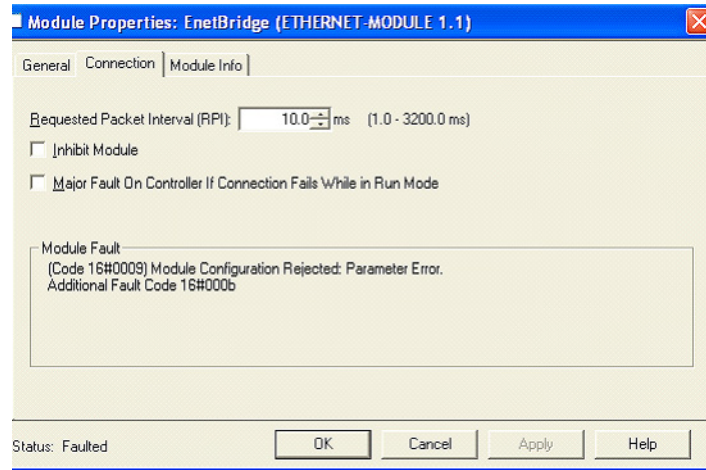 Module Properties: EnetBridge (ETHERNET-MODULE 1.1)
General Connection Module Info
Requested Packet Interval (RPI): 10.0 ms (1.0 - 3200.0 ms)
Inhibit Module
Major Fault On Controller If Connection Fails While in Run Mode
Module Fault
(Code 16#0009) Module Configuration Rejected: Parameter Error.
Additional Fault Code 16#000b
Status: Faulted OK Cancel Apply Help